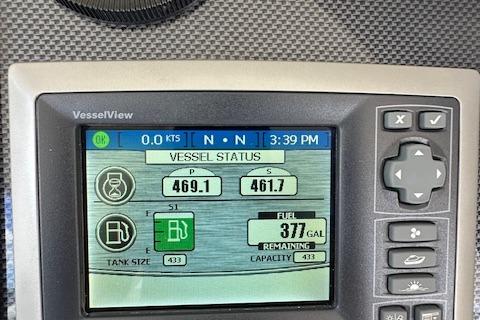 VesselView
OK 0.0 KTS N • N 3:39 PM
VESSEL STATUS
P S
469.1 461.7
S1
F
E
FUEL
377 GAL
REMAINING
TANK SIZE 433 CAPACITY 433
X ✓